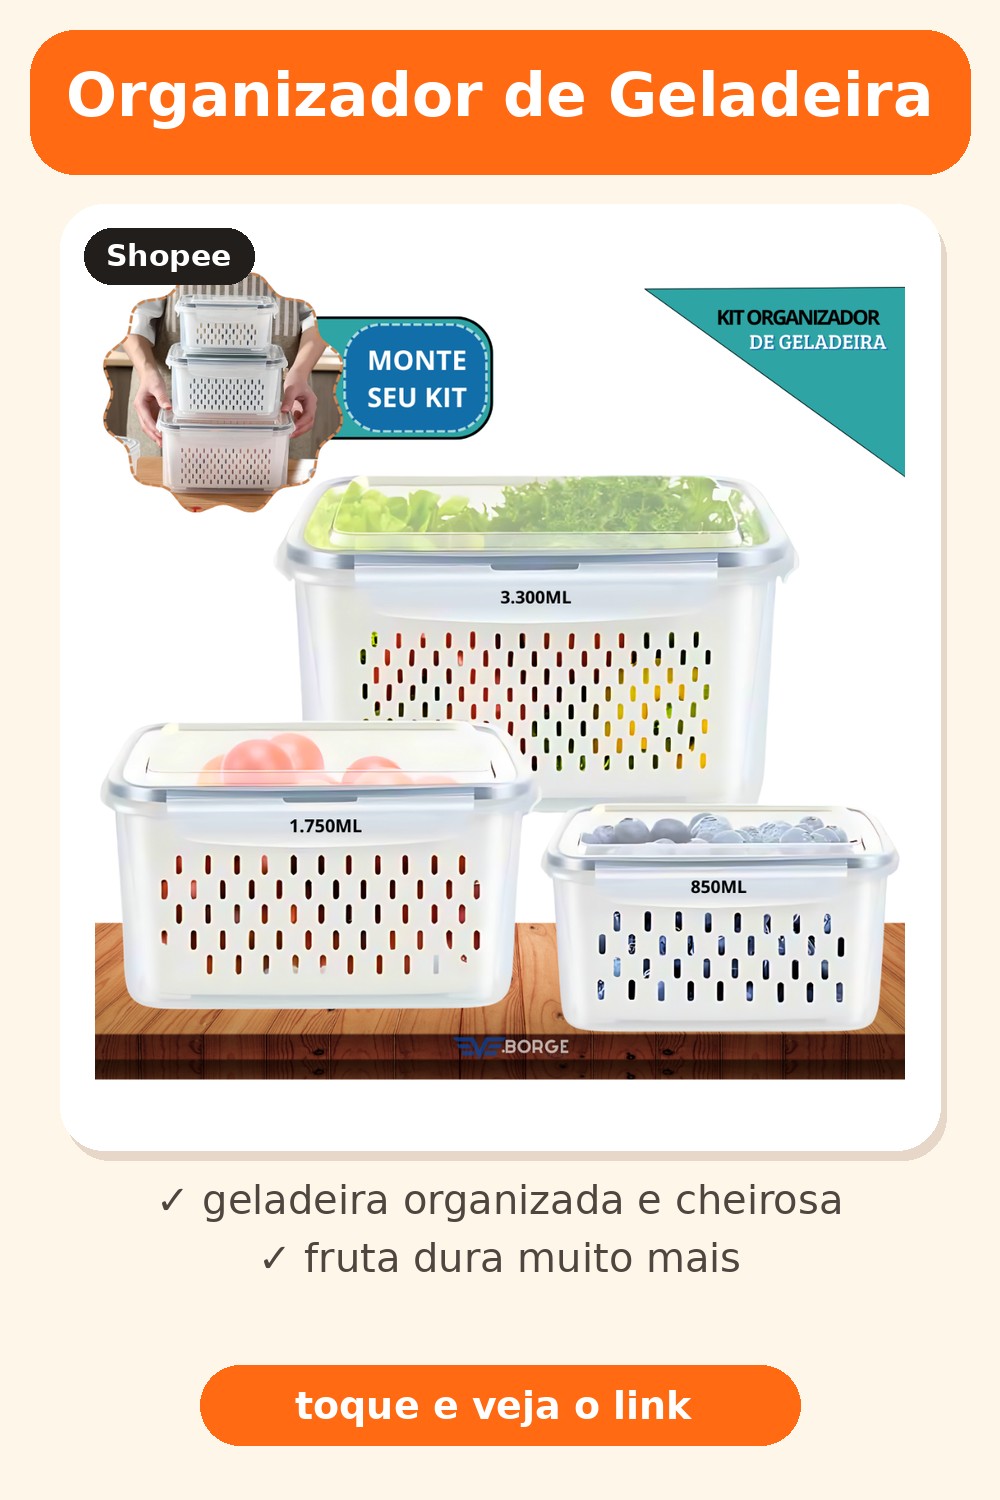 Organizador de Geladeira
Shopee
MONTE
SEU KIT
KIT ORGANIZADOR
DE GELADEIRA
3.300ML
1.750ML
850ML
EVE.BORGE
✓ geladeira organizada e cheirosa
✓ fruta dura muito mais
toque e veja o link